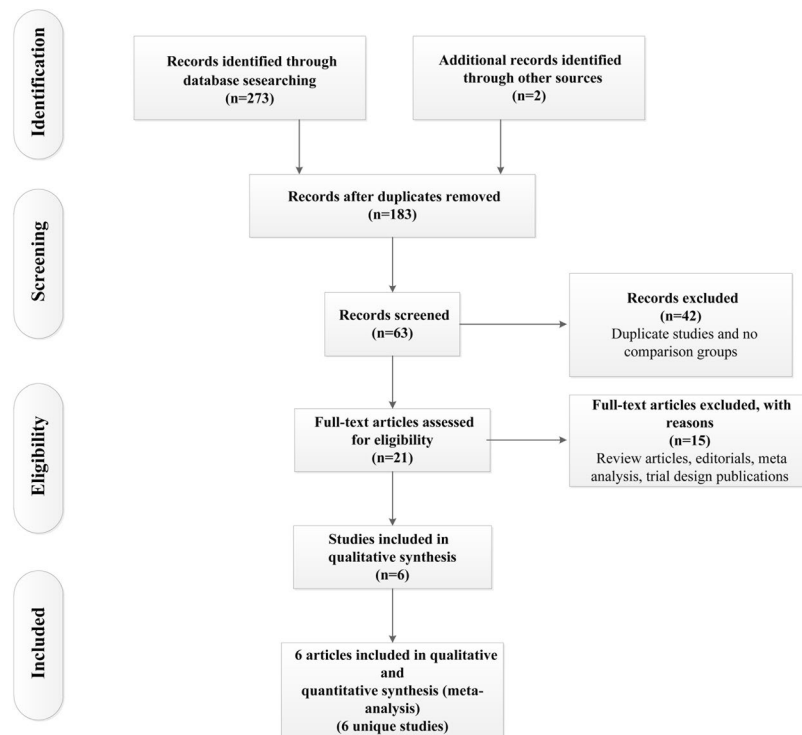 Identification
Records identified through
database sesearching
(n=273)
Additional records identified
through other sources
(n=2)
Screening
Records after duplicates removed
(n=183)
Records screened
(n=63)
Records excluded
(n=42)
Duplicate studies and no
comparison groups
Eligibility
Full-text articles assessed
for eligibility
(n=21)
Full-text articles excluded, with
reasons
(n=15)
Review articles, editorials, meta
analysis, trial design publications
Studies included in
qualitative synthesis
(n=6)
Included
6 articles included in qualitative
and
quantitative synthesis (meta-
analysis)
(6 unique studies)